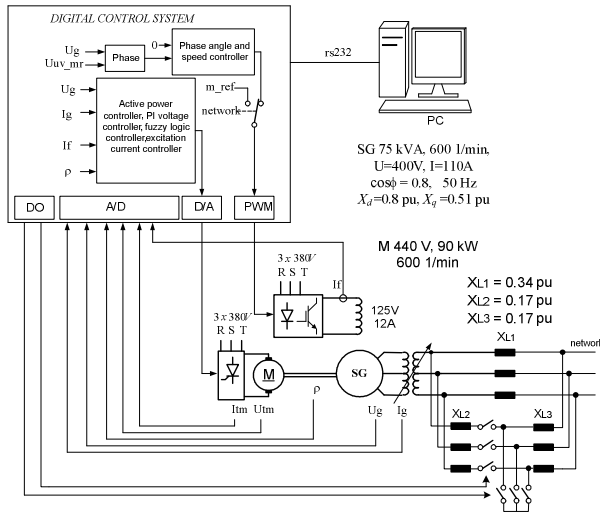 DIGITAL CONTROL SYSTEM
Ug
Uuv_mr
Phase
0
Phase angle and
speed controller
rs232
PC
m_ref
network
Ug
Ig
If
ρ
Active power
controller, PI voltage
controller, fuzzy logic
controller,excitation
current controller
DO
A/D
D/A
PWM
SG 75 kVA, 600 1/min,
U=400V, I=110A
cosϕ = 0.8, 50 Hz
Xd=0.8 pu, Xq=0.51 pu
M 440 V, 90 kW
600 1/min
XL1 = 0.34 pu
XL2 = 0.17 pu
XL3 = 0.17 pu
3 x 380V
R S T
If
125V
12A
3 x 380V
R S T
M
SG
XL1
network
Itm
Utm
ρ
Ug
Ig
XL2
XL3